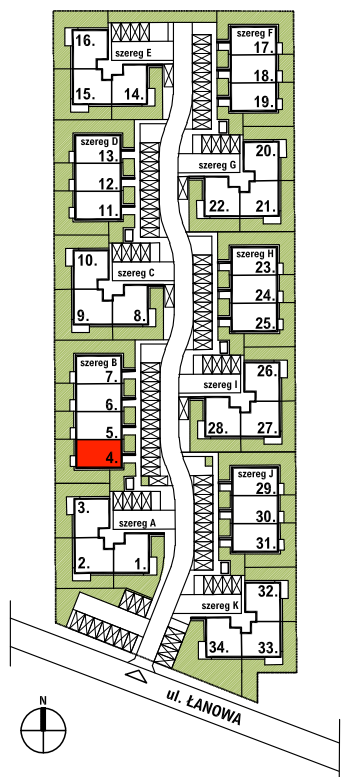 16.
szereg E
15.
14.
szereg F
17.
18.
19.
szereg D
13.
12.
11.
szereg G
20.
22.
21.
10.
szereg C
9.
8.
szereg H
23.
24.
25.
szereg B
7.
6.
5.
4.
26.
szereg I
28.
27.
3.
szereg A
2.
1.
szereg J
29.
30.
31.
szereg K
32.
34.
33.
ul. ŁANOWA
N